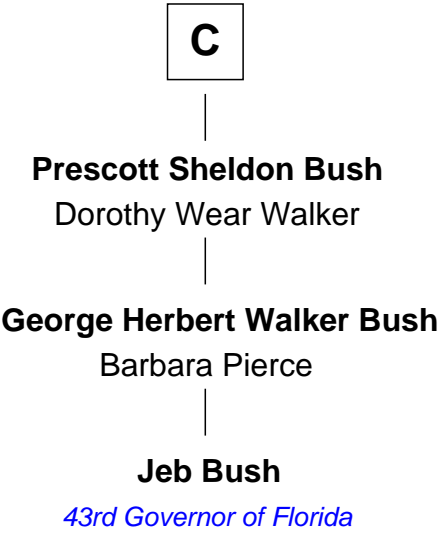 C
Prescott Sheldon Bush
Dorothy Wear Walker
George Herbert Walker Bush
Barbara Pierce
Jeb Bush
43rd Governor of Florida